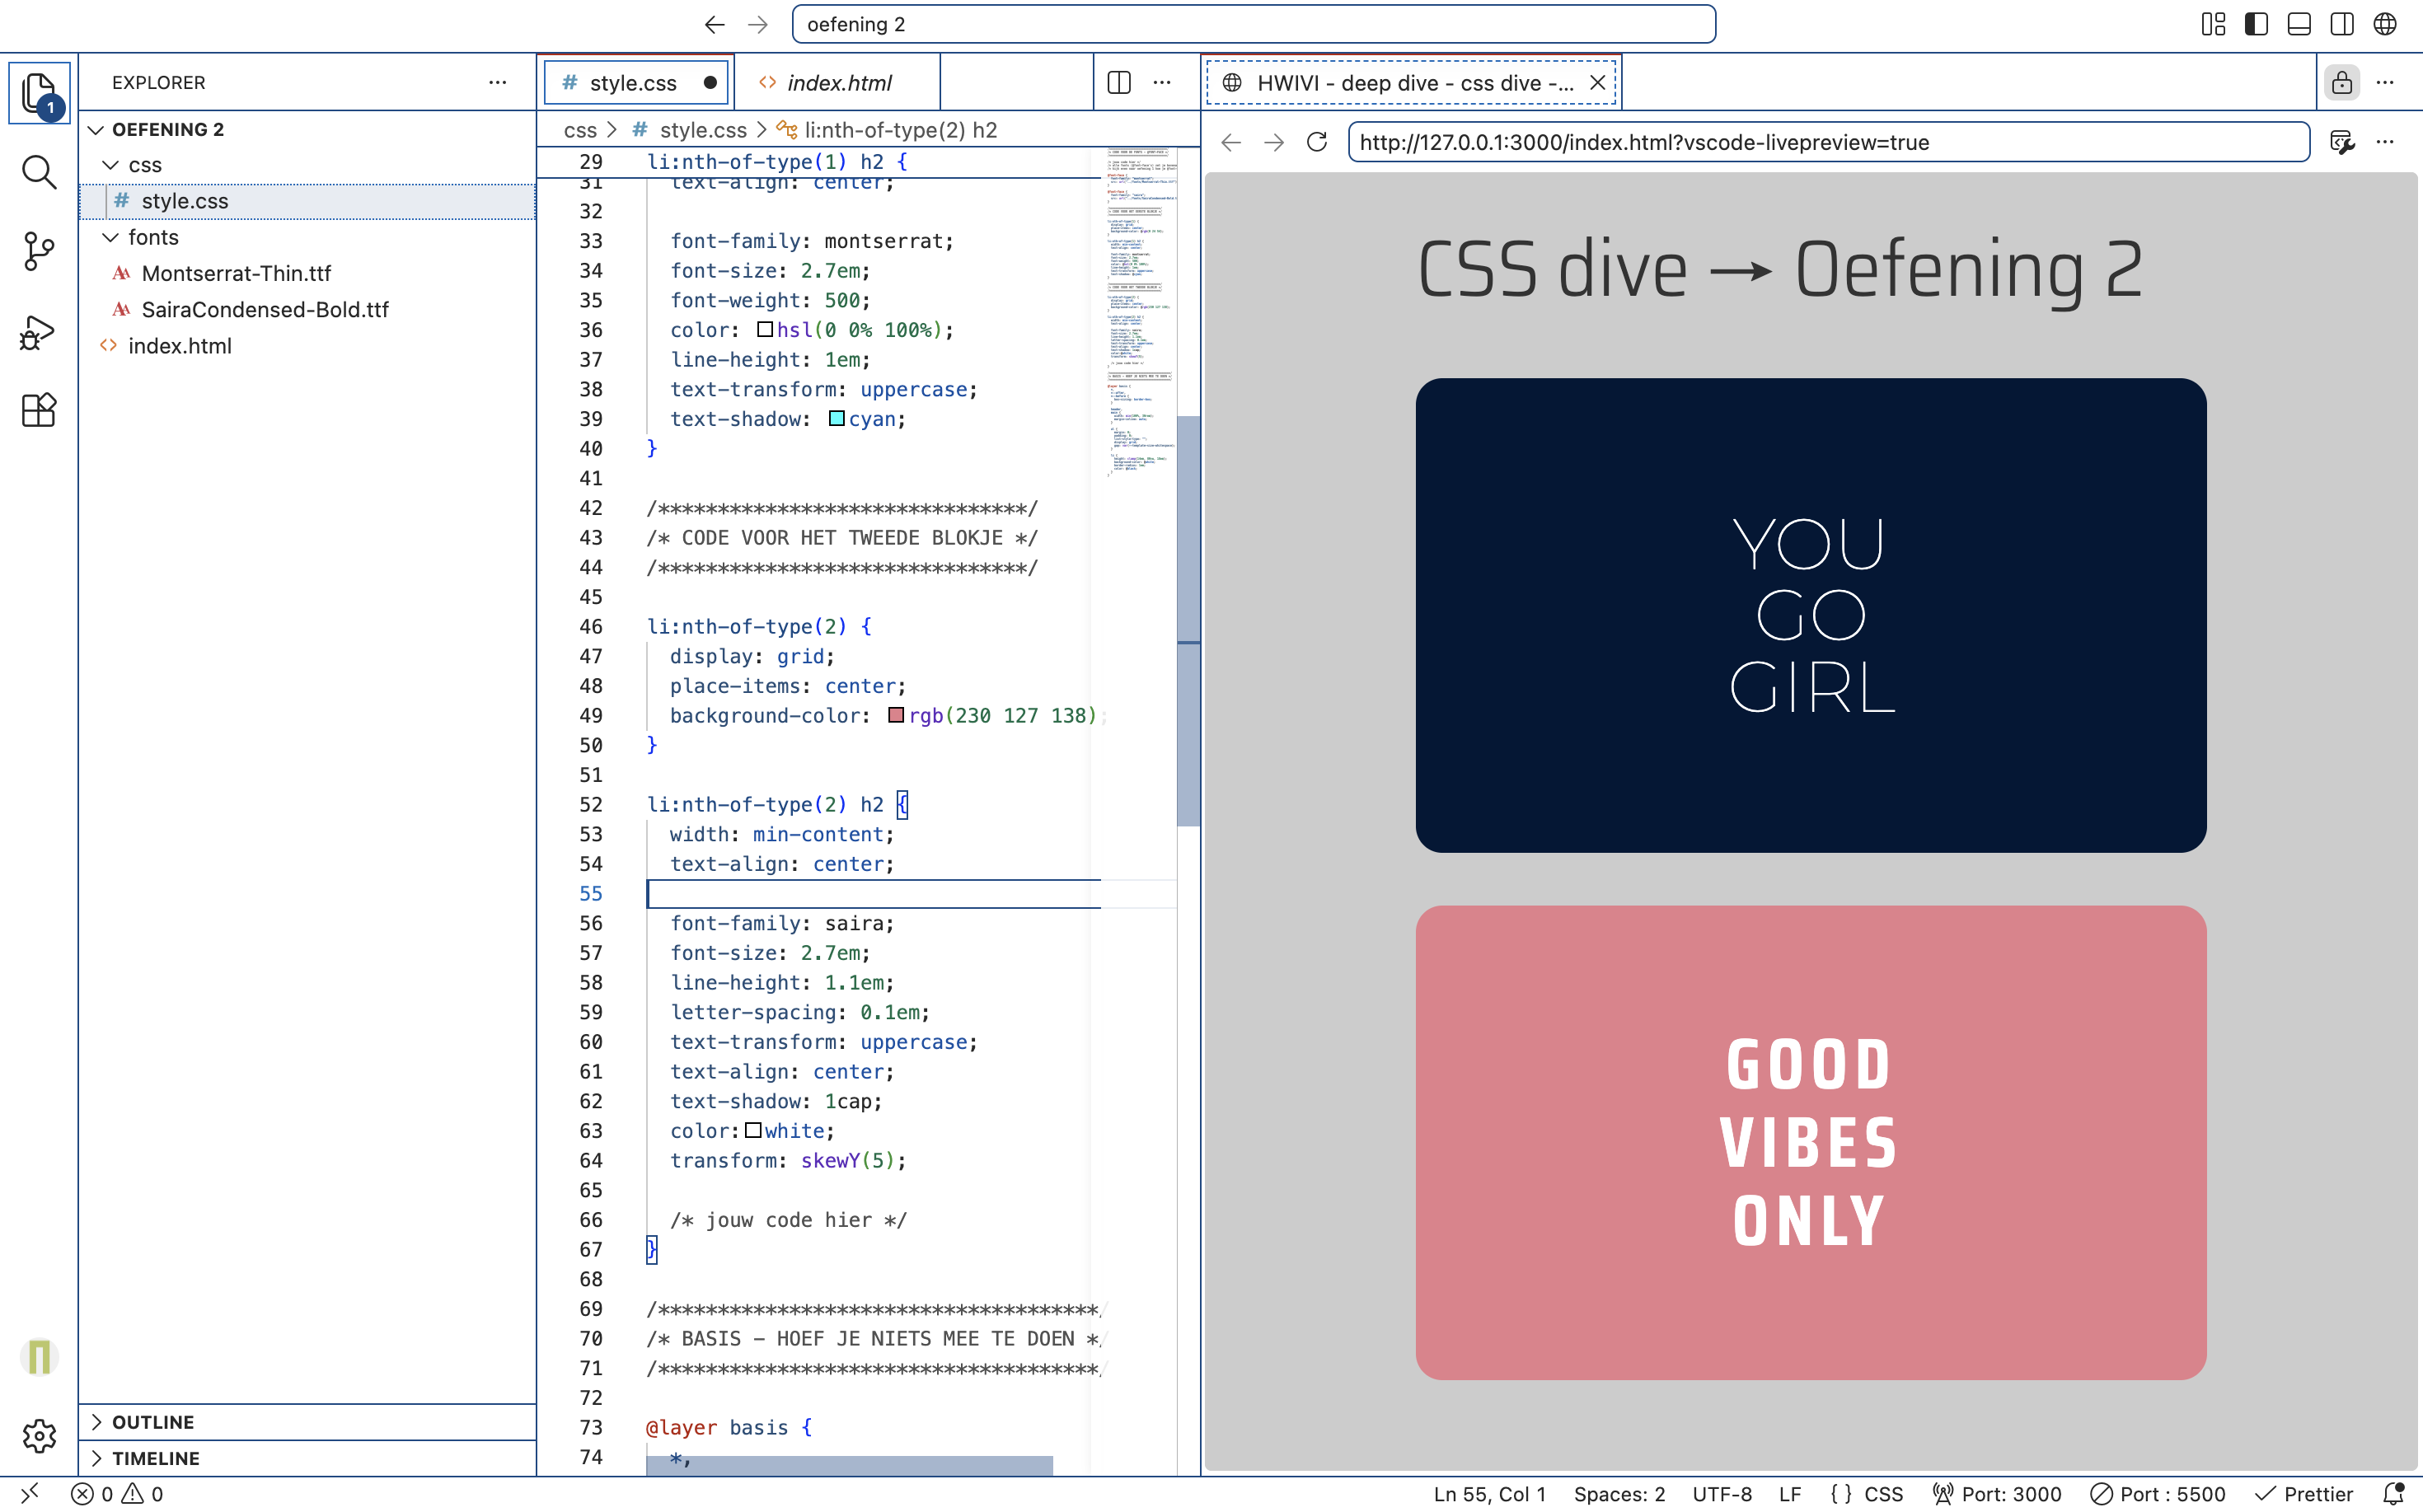 oefening 2
EXPLORER
1
OEFENING 2
css
# style.css
fonts
Montserrat-Thin.ttf
SairaCondensed-Bold.ttf
<> index.html
OUTLINE
TIMELINE
# style.css
<> index.html
css > # style.css > li:nth-of-type(2) h2
29 li:nth-of-type(1) h2 {
31 text-align: center;
32
33 font-family: montserrat;
34 font-size: 2.7em;
35 font-weight: 500;
36 color: hsl(0 0% 100%);
37 line-height: 1em;
38 text-transform: uppercase;
39 text-shadow: cyan;
40 }
41
42 /*******************************/
43 /* CODE VOOR HET TWEEDE BLOKJE */
44 /*******************************/
45
46 li:nth-of-type(2) {
47 display: grid;
48 place-items: center;
49 background-color: rgb(230 127 138);
50 }
51
52 li:nth-of-type(2) h2 {
53 width: min-content;
54 text-align: center;
55
56 font-family: saira;
57 font-size: 2.7em;
58 line-height: 1.1em;
59 letter-spacing: 0.1em;
60 text-transform: uppercase;
61 text-align: center;
62 text-shadow: 1cap;
63 color:white;
64 transform: skewY(5);
65
66 /* jouw code hier */
67 }
68
69 /*************************************/
70 /* BASIS - HOEF JE NIETS MEE TE DOEN */
71 /*************************************/
72
73 @layer basis {
74 *,
HWIVI - deep dive - css dive -...
http://127.0.0.1:3000/index.html?vscode-livepreview=true
CSS dive → Oefening 2
YOU
GO
GIRL
GOOD
VIBES
ONLY
0 0
Ln 55, Col 1 Spaces: 2 UTF-8 LF { } CSS Port: 3000 Port : 5500 Prettier